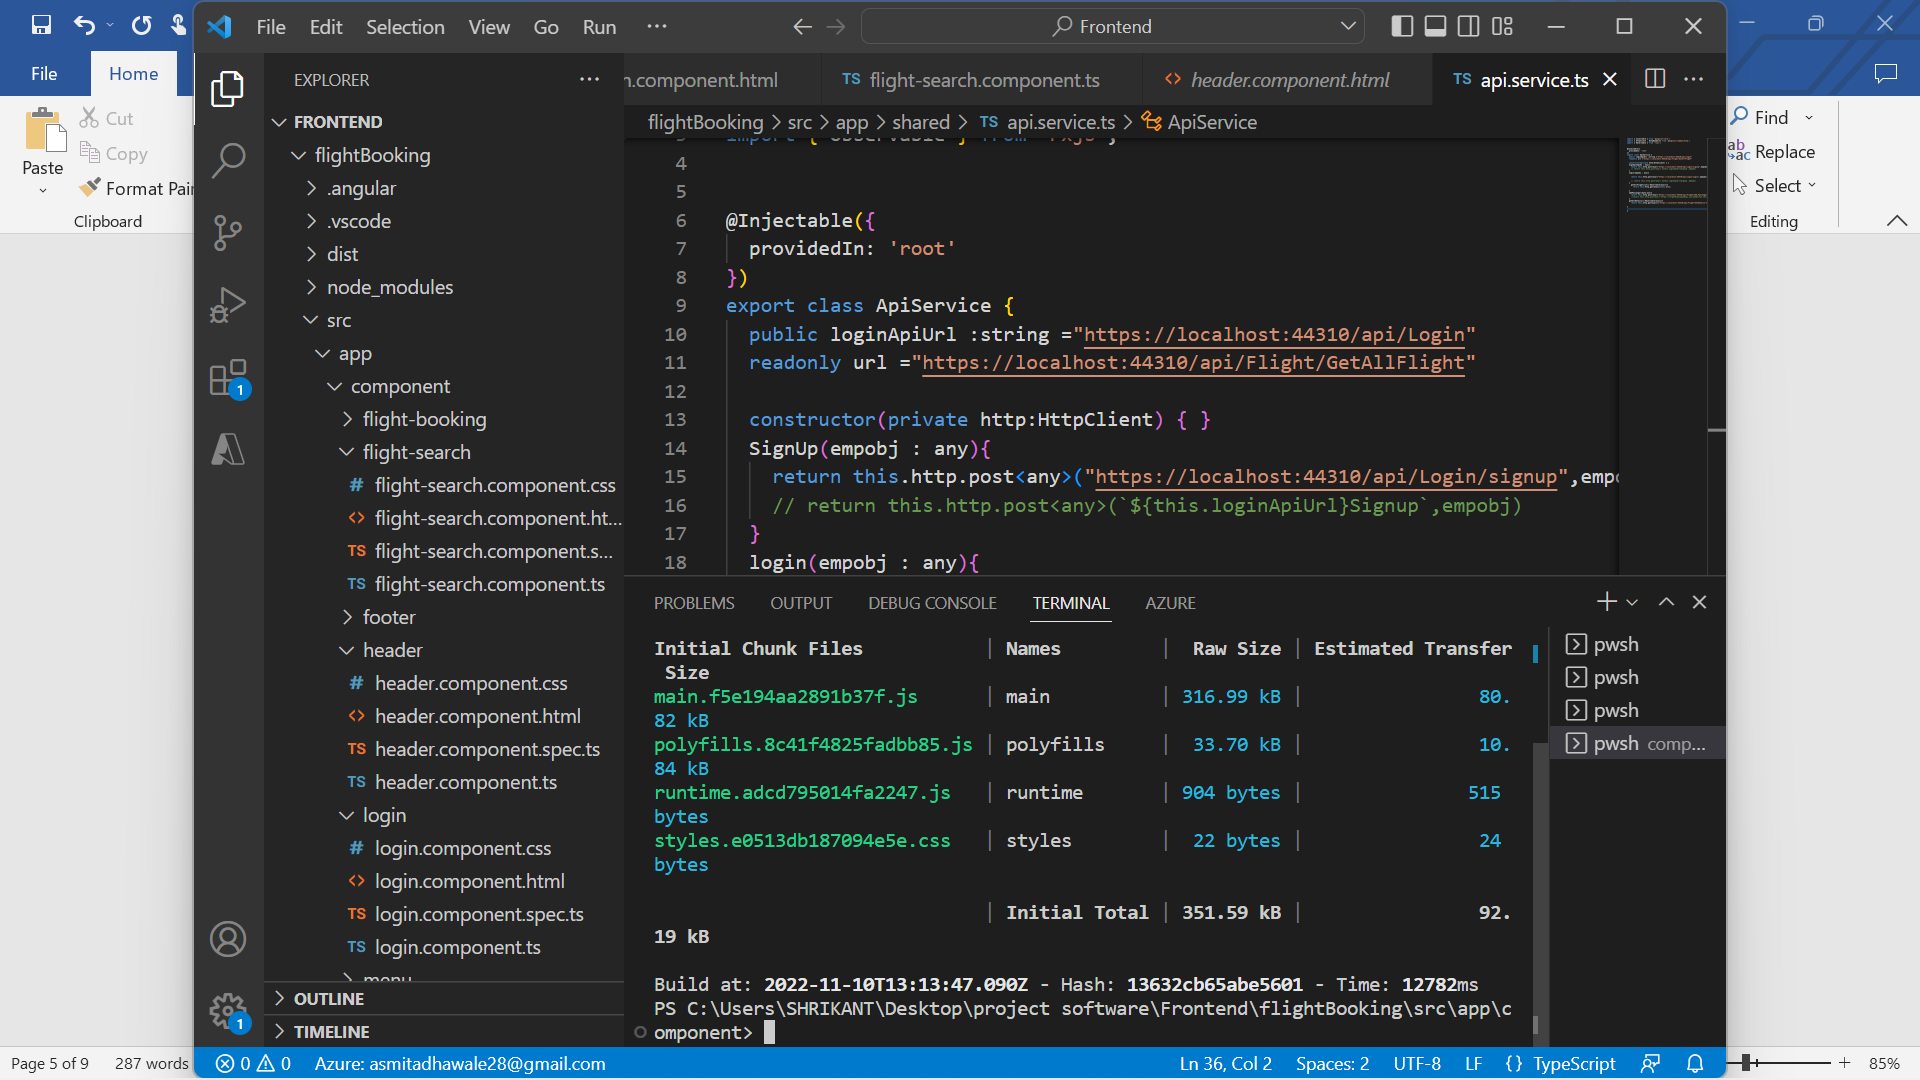 File Edit Selection View Go Run ···
Frontend
File
Home
Cut
Copy
Paste
Format Pai
Clipboard
Find
Replace
Select
Editing
EXPLORER
FRONTEND
flightBooking
.angular
.vscode
dist
node_modules
src
app
component
flight-booking
flight-search
# flight-search.component.css
<> flight-search.component.ht...
TS flight-search.component.s...
TS flight-search.component.ts
footer
header
# header.component.css
<> header.component.html
TS header.component.spec.ts
TS header.component.ts
login
# login.component.css
<> login.component.html
TS login.component.spec.ts
TS login.component.ts
menu
OUTLINE
TIMELINE
1
1
n.component.html
TS flight-search.component.ts
<> header.component.html
TS api.service.ts
flightBooking > src > app > shared > TS api.service.ts > ApiService
import { Observable } from 'rxjs';
4
5
6 @Injectable({
7 providedIn: 'root'
8 })
9 export class ApiService {
10 public loginApiUrl :string ="https://localhost:44310/api/Login"
11 readonly url ="https://localhost:44310/api/Flight/GetAllFlight"
12
13 constructor(private http:HttpClient) { }
14 SignUp(empobj : any){
15 return this.http.post<any>("https://localhost:44310/api/Login/signup",empo
16 // return this.http.post<any>(`${this.loginApiUrl}Signup`,empobj)
17 }
18 login(empobj : any){
PROBLEMS OUTPUT DEBUG CONSOLE TERMINAL AZURE
Initial Chunk Files | Names | Raw Size | Estimated Transfer
Size
main.f5e194aa2891b37f.js | main | 316.99 kB | 80.
82 kB
polyfills.8c41f4825fadbb85.js | polyfills | 33.70 kB | 10.
84 kB
runtime.adcd795014fa2247.js | runtime | 904 bytes | 515
bytes
styles.e0513db187094e5e.css | styles | 22 bytes | 24
bytes
| Initial Total | 351.59 kB | 92.
19 kB
Build at: 2022-11-10T13:13:47.090Z - Hash: 13632cb65abe5601 - Time: 12782ms
PS C:\Users\SHRIKANT\Desktop\project software\Frontend\flightBooking\src\app\c
omponent>
pwsh
pwsh
pwsh
pwsh comp...
Page 5 of 9 287 words
0 0 Azure: asmitadhawale28@gmail.com
Ln 36, Col 2 Spaces: 2 UTF-8 LF {} TypeScript
85%